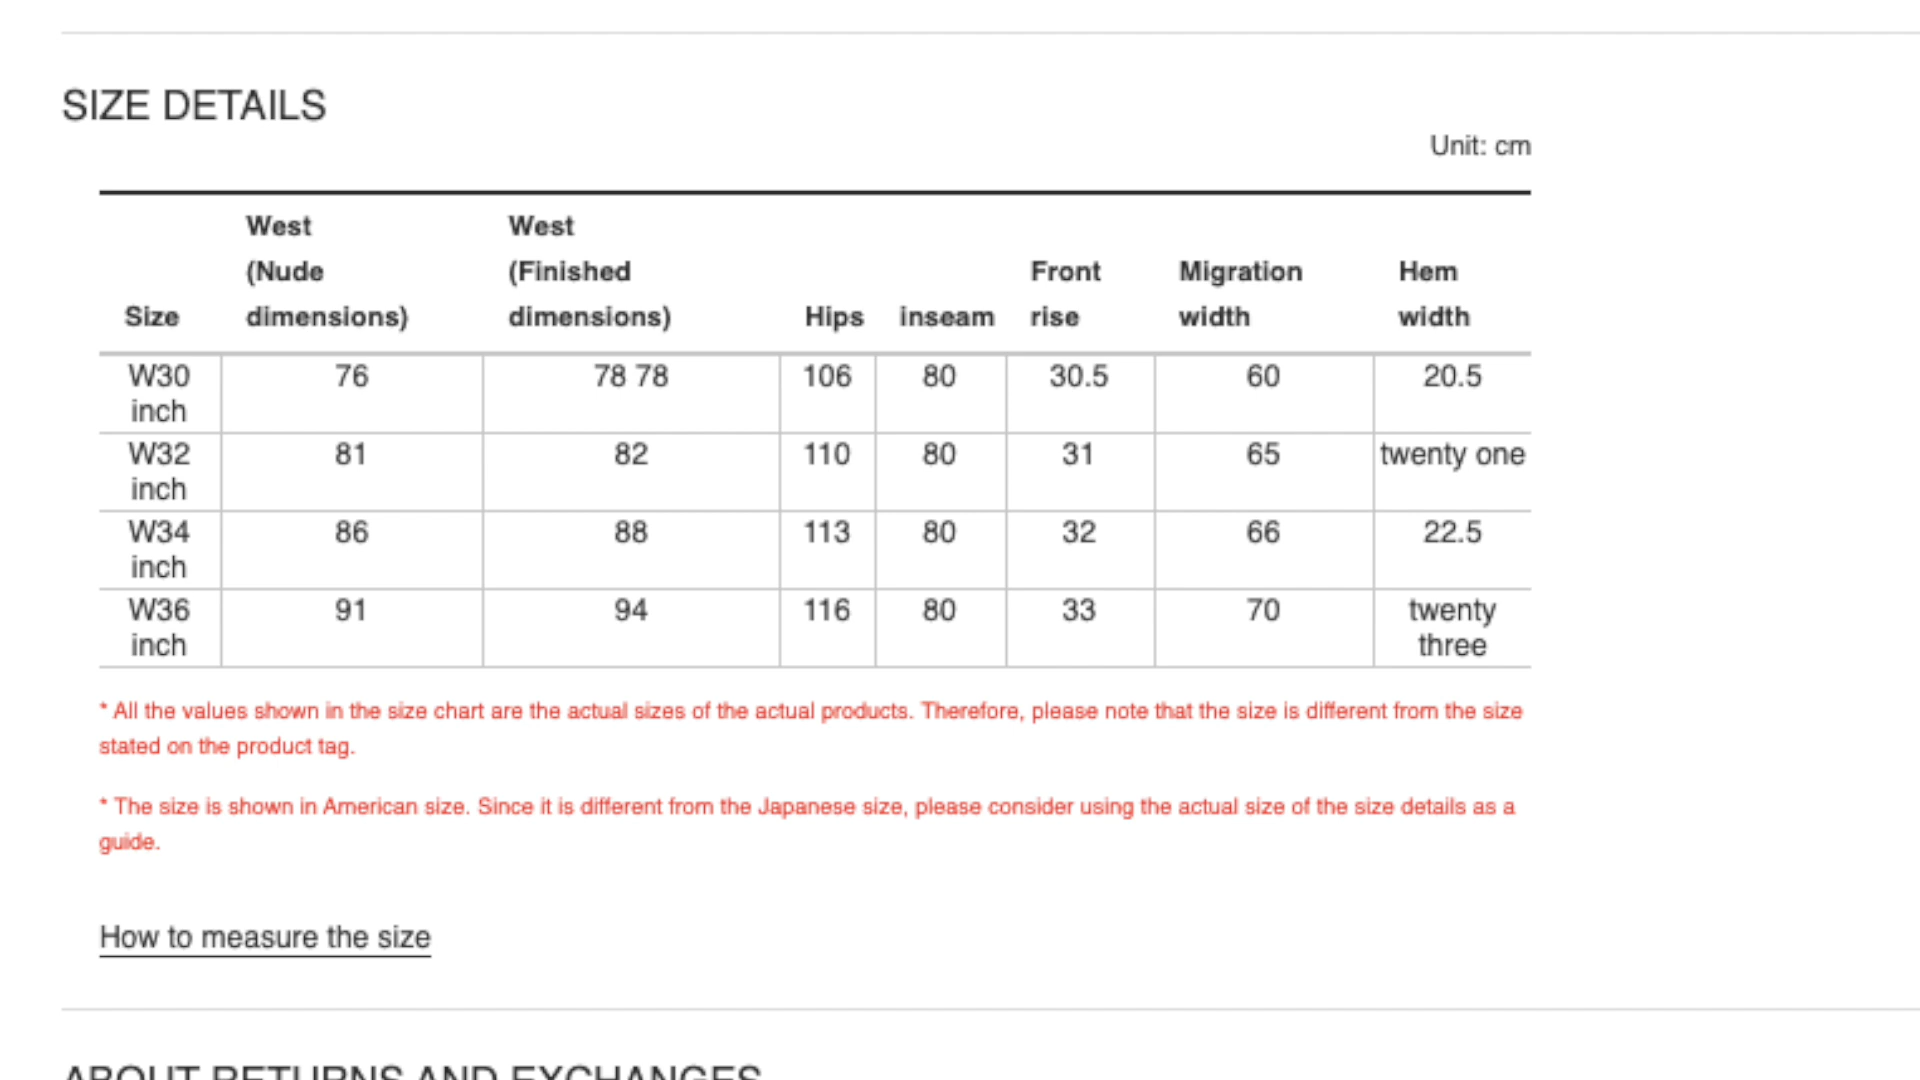 SIZE DETAILS
Unit: cm
West West
(Nude (Finished Front Migration Hem
Size dimensions) dimensions) Hips inseam rise width width
W30 76 78 78 106 80 30.5 60 20.5
inch
W32 81 82 110 80 31 65 twenty one
inch
W34 86 88 113 80 32 66 22.5
inch
W36 91 94 116 80 33 70 twenty
inch three
* All the values shown in the size chart are the actual sizes of the actual products. Therefore, please note that the size is different from the size
stated on the product tag.
* The size is shown in American size. Since it is different from the Japanese size, please consider using the actual size of the size details as a
guide.
How to measure the size
ABOUT RETURNS AND EXCHANGES